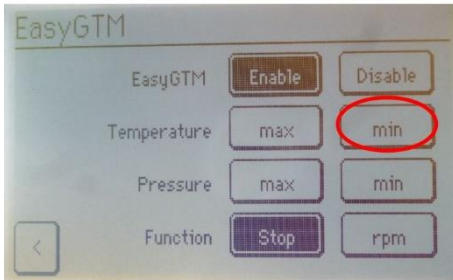 EasyGTM
EasyGTM Enable Disable
Temperature max min
Pressure max min
Function Stop rpm
<